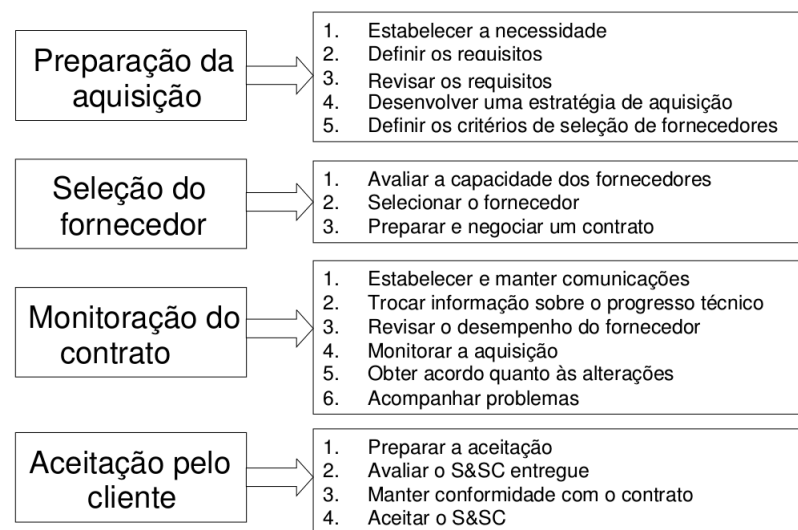 Preparação da
aquisição
1. Estabelecer a necessidade
2. Definir os requisitos
3. Revisar os requisitos
4. Desenvolver uma estratégia de aquisição
5. Definir os critérios de seleção de fornecedores
Seleção do
fornecedor
1. Avaliar a capacidade dos fornecedores
2. Selecionar o fornecedor
3. Preparar e negociar um contrato
Monitoração do
contrato
1. Estabelecer e manter comunicações
2. Trocar informação sobre o progresso técnico
3. Revisar o desempenho do fornecedor
4. Monitorar a aquisição
5. Obter acordo quanto às alterações
6. Acompanhar problemas
Aceitação pelo
cliente
1. Preparar a aceitação
2. Avaliar o S&SC entregue
3. Manter conformidade com o contrato
4. Aceitar o S&SC